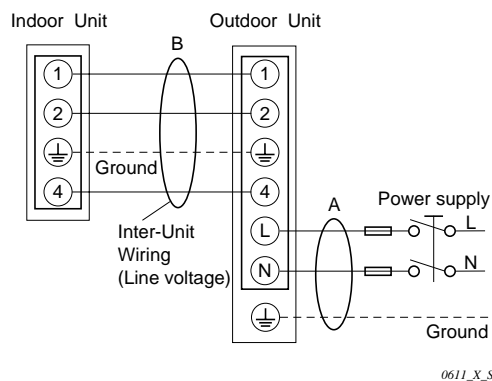 Indoor Unit
Outdoor Unit
B
1
1
2
2
Ground
4
4
Inter-Unit
Wiring
(Line voltage)
A
Power supply
L
L
N
N
Ground
0611_X_S